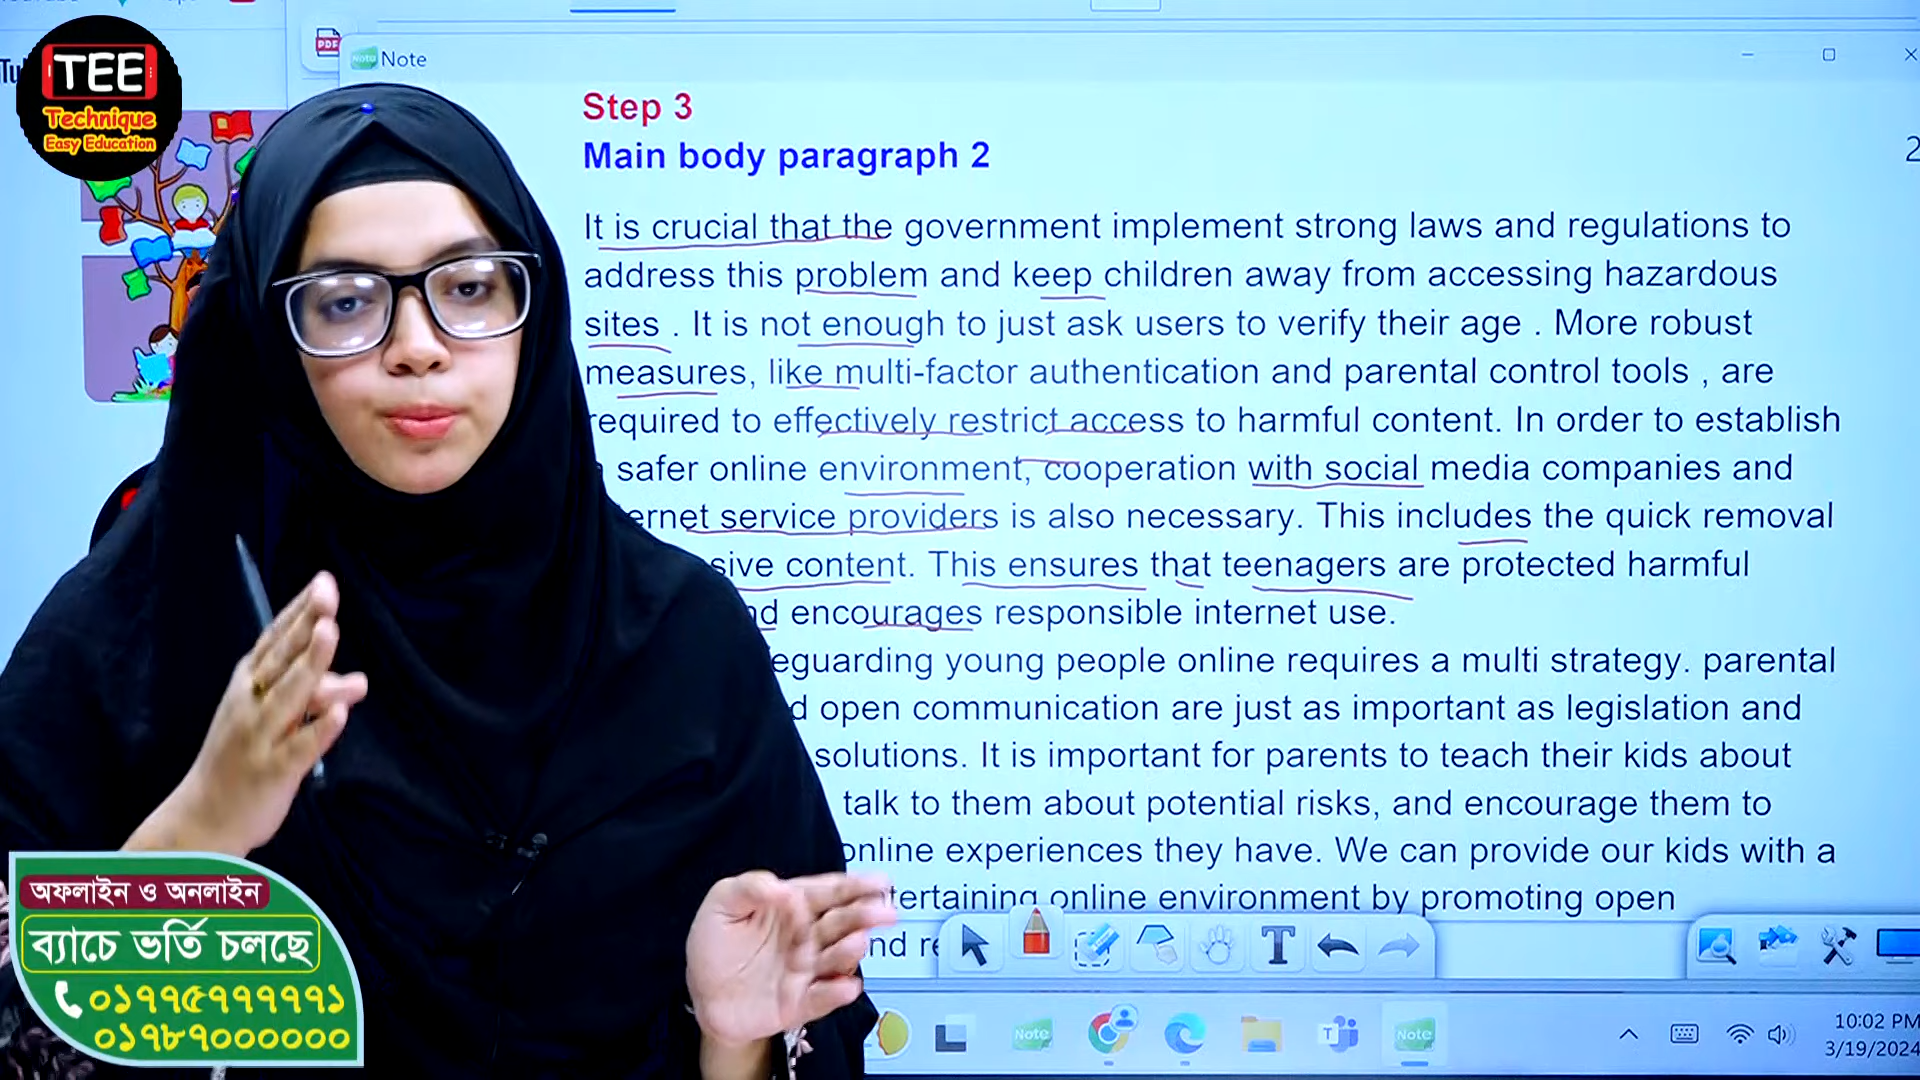 TEE
Technique
Easy Education
PDF
Note
Step 3
Main body paragraph 2
2
It is crucial that the government implement strong laws and regulations to
address this problem and keep children away from accessing hazardous
sites . It is not enough to just ask users to verify their age . More robust
measures, like multi-factor authentication and parental control tools , are
required to effectively restrict access to harmful content. In order to establish
safer online environment, cooperation with social media companies and
ernet service providers is also necessary. This includes the quick removal
sive content. This ensures that teenagers are protected harmful
nd encourages responsible internet use.
eguarding young people online requires a multi strategy. parental
d open communication are just as important as legislation and
solutions. It is important for parents to teach their kids about
talk to them about potential risks, and encourage them to
online experiences they have. We can provide our kids with a
tertaining online environment by promoting open
nd re
অফলাইন ও অনলাইন
ব্যাচে ভর্তি চলছে
০১৭৭৫৭৭৭৭৭১
০১৭৮৭০০০০০০
T
Note
Note
10:02 PM
3/19/2024